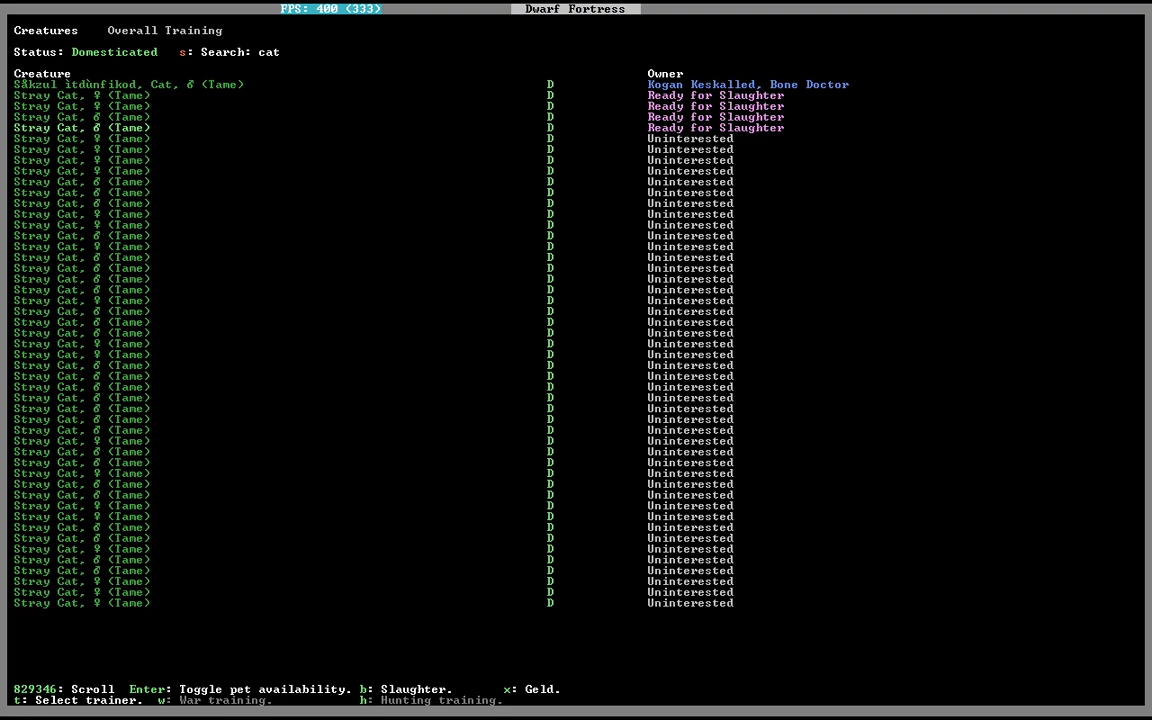 FPS: 400 (333)
Dwarf Fortress
Creatures Overall Training
Status: Domesticated s: Search: cat
Creature Owner
Såkzul ìtdùnfikod, Cat, ♂ (Tame) D Kogan Keskalled, Bone Doctor
Stray Cat, ♀ (Tame) D Ready for Slaughter
Stray Cat, ♀ (Tame) D Ready for Slaughter
Stray Cat, ♂ (Tame) D Ready for Slaughter
Stray Cat, ♂ (Tame) D Ready for Slaughter
Stray Cat, ♀ (Tame) D Uninterested
Stray Cat, ♀ (Tame) D Uninterested
Stray Cat, ♂ (Tame) D Uninterested
Stray Cat, ♀ (Tame) D Uninterested
Stray Cat, ♂ (Tame) D Uninterested
Stray Cat, ♂ (Tame) D Uninterested
Stray Cat, ♂ (Tame) D Uninterested
Stray Cat, ♀ (Tame) D Uninterested
Stray Cat, ♀ (Tame) D Uninterested
Stray Cat, ♂ (Tame) D Uninterested
Stray Cat, ♀ (Tame) D Uninterested
Stray Cat, ♂ (Tame) D Uninterested
Stray Cat, ♂ (Tame) D Uninterested
Stray Cat, ♂ (Tame) D Uninterested
Stray Cat, ♂ (Tame) D Uninterested
Stray Cat, ♀ (Tame) D Uninterested
Stray Cat, ♂ (Tame) D Uninterested
Stray Cat, ♂ (Tame) D Uninterested
Stray Cat, ♂ (Tame) D Uninterested
Stray Cat, ♀ (Tame) D Uninterested
Stray Cat, ♀ (Tame) D Uninterested
Stray Cat, ♂ (Tame) D Uninterested
Stray Cat, ♂ (Tame) D Uninterested
Stray Cat, ♂ (Tame) D Uninterested
Stray Cat, ♂ (Tame) D Uninterested
Stray Cat, ♂ (Tame) D Uninterested
Stray Cat, ♂ (Tame) D Uninterested
Stray Cat, ♂ (Tame) D Uninterested
Stray Cat, ♀ (Tame) D Uninterested
Stray Cat, ♂ (Tame) D Uninterested
Stray Cat, ♂ (Tame) D Uninterested
Stray Cat, ♀ (Tame) D Uninterested
Stray Cat, ♂ (Tame) D Uninterested
Stray Cat, ♂ (Tame) D Uninterested
Stray Cat, ♀ (Tame) D Uninterested
Stray Cat, ♀ (Tame) D Uninterested
Stray Cat, ♂ (Tame) D Uninterested
Stray Cat, ♂ (Tame) D Uninterested
Stray Cat, ♀ (Tame) D Uninterested
Stray Cat, ♂ (Tame) D Uninterested
Stray Cat, ♂ (Tame) D Uninterested
Stray Cat, ♀ (Tame) D Uninterested
Stray Cat, ♀ (Tame) D Uninterested
Stray Cat, ♀ (Tame) D Uninterested
829346: Scroll Enter: Toggle pet availability. b: Slaughter. x: Geld.
t: Select trainer. w: War training. h: Hunting training.